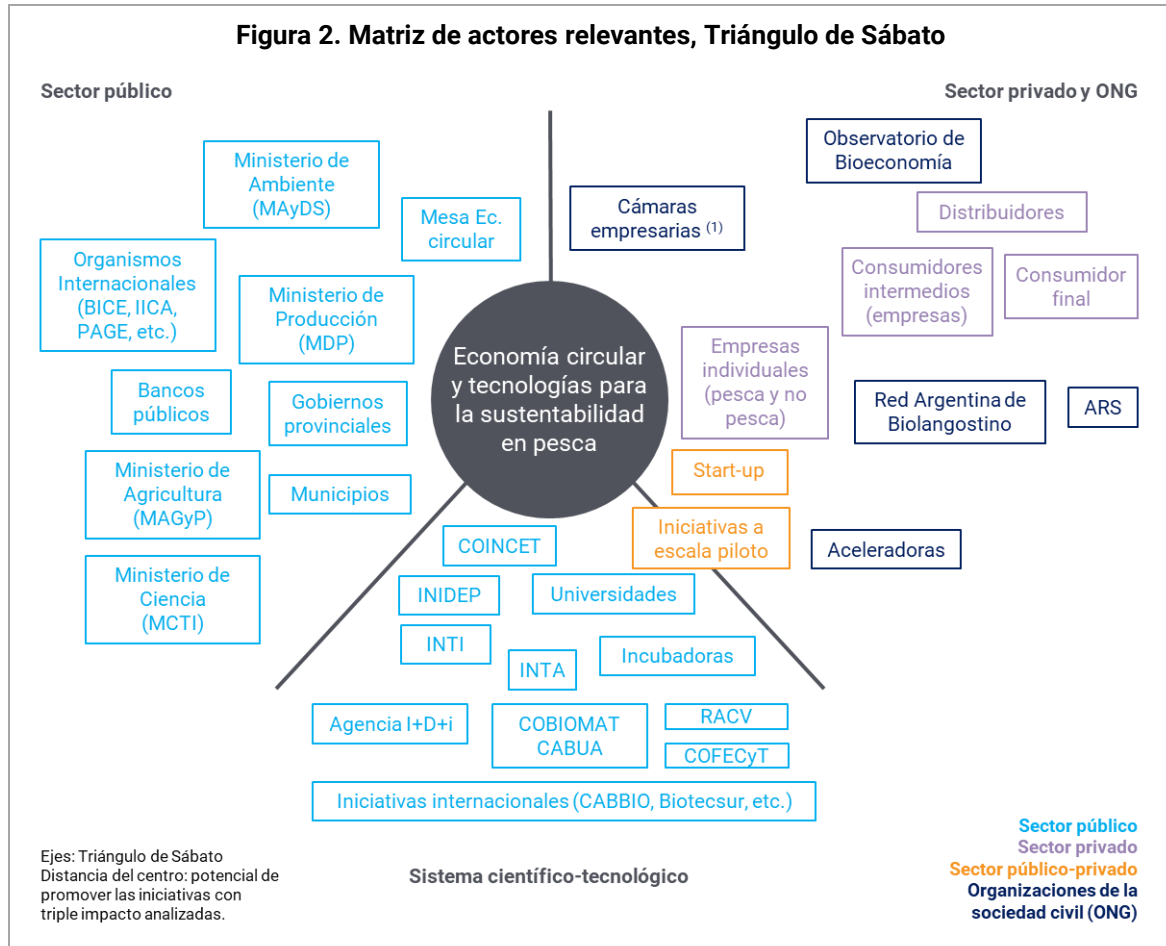 Figura 2. Matriz de actores relevantes, Triángulo de Sábato
Sector público
Sector privado y ONG
Ministerio de
Ambiente
(MAyDS)
Mesa Ec.
circular
Organismos
Internacionales
(BICE, IICA,
PAGE, etc.)
Ministerio de
Producción
(MDP)
Bancos
públicos
Gobiernos
provinciales
Ministerio de
Agricultura
(MAGyP)
Municipios
Ministerio de
Ciencia
(MCTI)
Cámaras
empresarias (1)
Observatorio de
Bioeconomía
Distribuidores
Consumidores
intermedios
(empresas)
Consumidor
final
Empresas
individuales
(pesca y no
pesca)
Red Argentina de
Biolangostino
ARS
Start-up
Iniciativas a
escala piloto
Aceleradoras
Economía circular
y tecnologías para
la sustentabilidad
en pesca
COINCET
INIDEP
Universidades
INTI
INTA
Incubadoras
Agencia I+D+i
COBIOMAT
CABUA
RACV
COFECyT
Iniciativas internacionales (CABBIO, Biotecsur, etc.)
Sistema científico-tecnológico
Ejes: Triángulo de Sábato
Distancia del centro: potencial de
promover las iniciativas con
triple impacto analizadas.
Sector público
Sector privado
Sector público-privado
Organizaciones de la
sociedad civil (ONG)